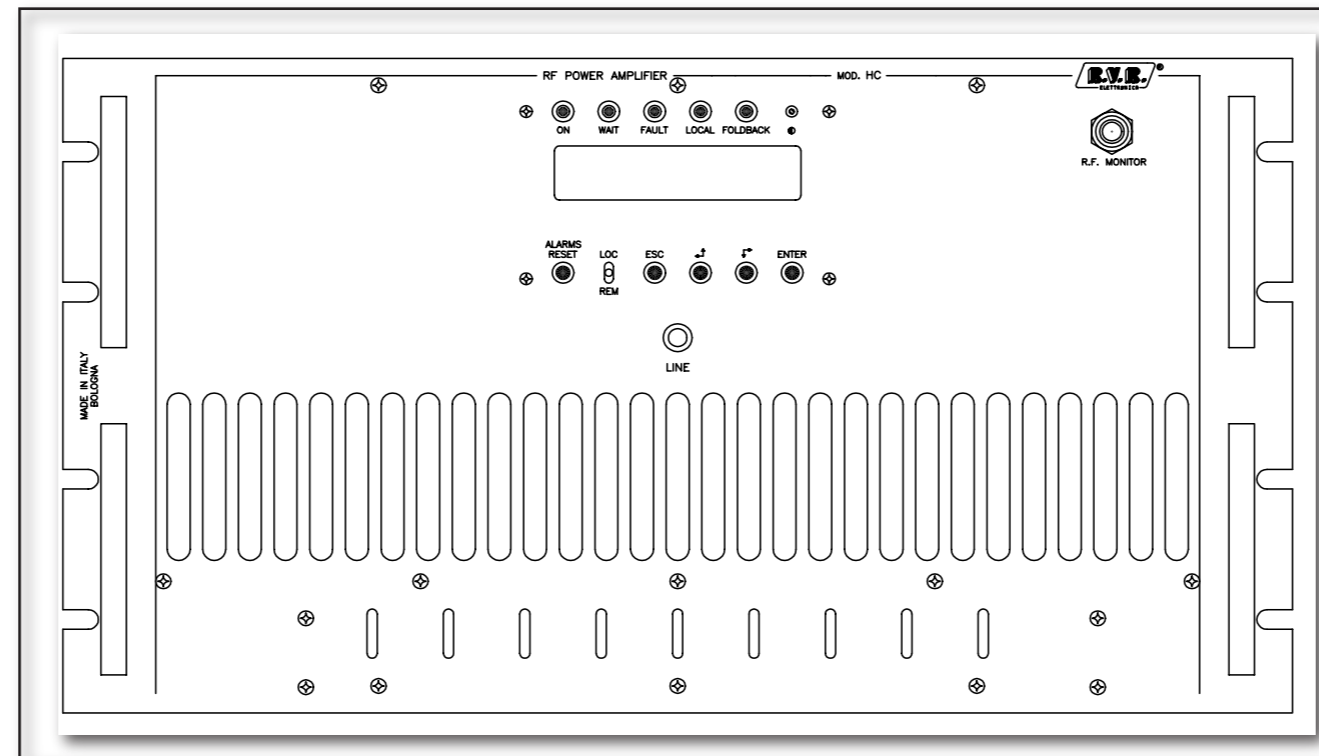 RF POWER AMPLIFIER
MOD. HC
R.V.R.®
ELETTRONICA
ON WAIT FAULT LOCAL FOLDBACK
R.F. MONITOR
ALARMS
RESET
LOC
ESC
ENTER
REM
LINE
MADE IN ITALY
BOLOGNA